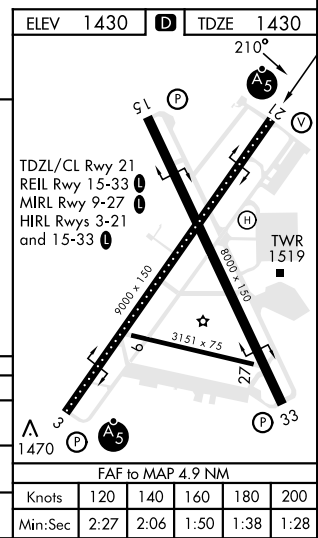 ELEV 1430 D TDZE 1430
210°
A5
15
P
21
V
TDZL/CL Rwy 21
REIL Rwy 15-33 L
MIRL Rwy 9-27 L
HIRL Rwys 3-21
and 15-33 L
H
TWR
1519
9000 x 150
8000 x 150
3151 x 75
9
27
3
33
P
P
A5
1470
FAF to MAP 4.9 NM
Knots 120 140 160 180 200
Min:Sec 2:27 2:06 1:50 1:38 1:28